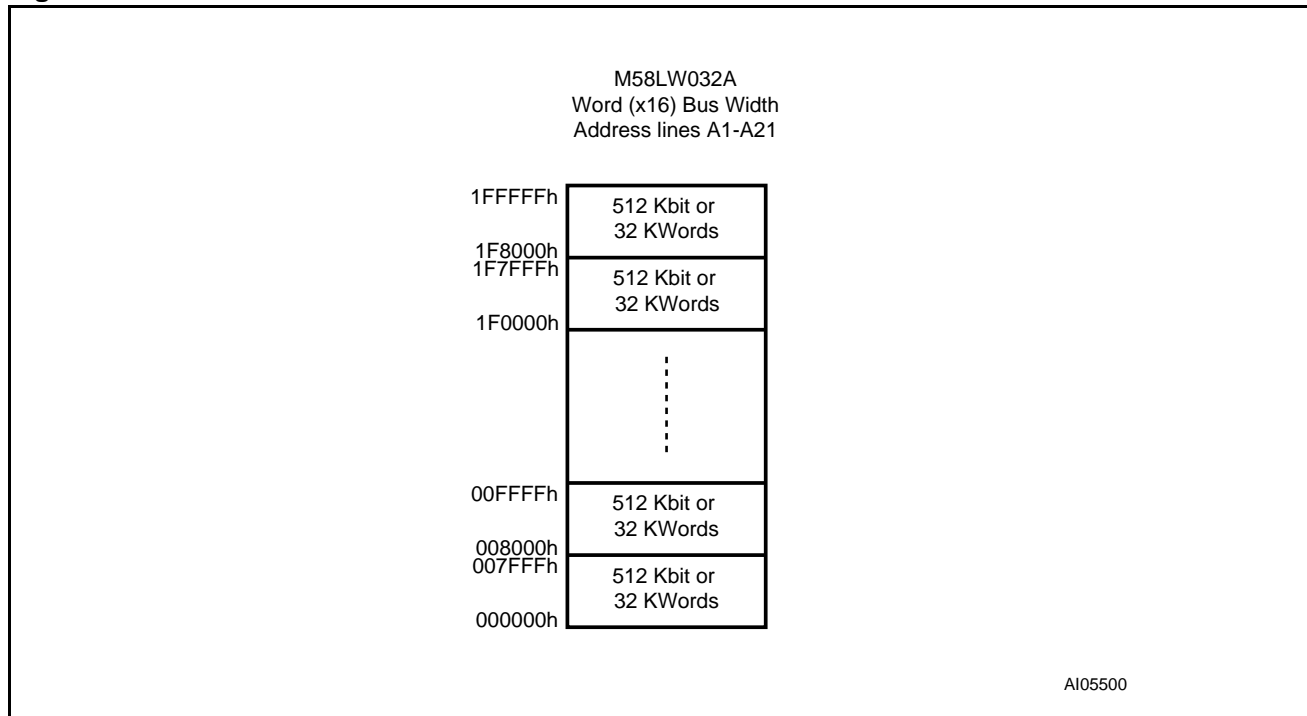 M58LW032A
Word (x16) Bus Width
Address lines A1-A21
1FFFFFh
512 Kbit or
32 KWords
1F8000h
1F7FFFh
512 Kbit or
32 KWords
1F0000h
00FFFFh
512 Kbit or
32 KWords
008000h
007FFFh
512 Kbit or
32 KWords
000000h
AI05500